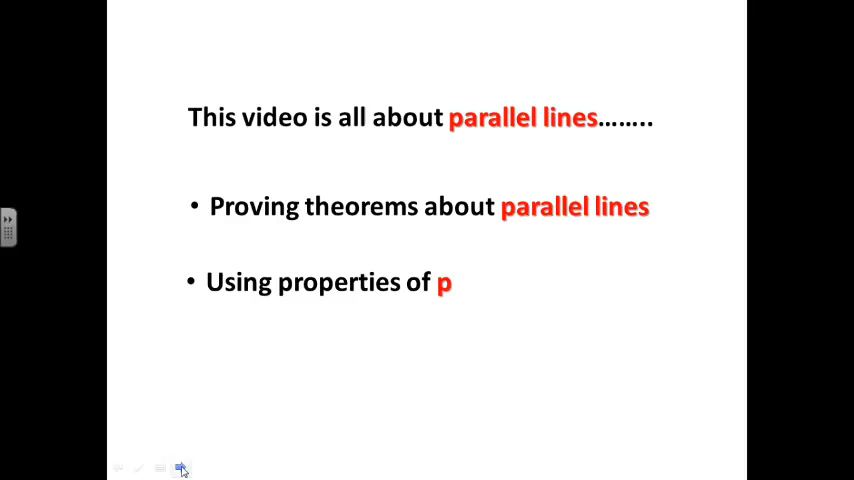 This video is all about parallel lines……..
• Proving theorems about parallel lines
• Using properties of p